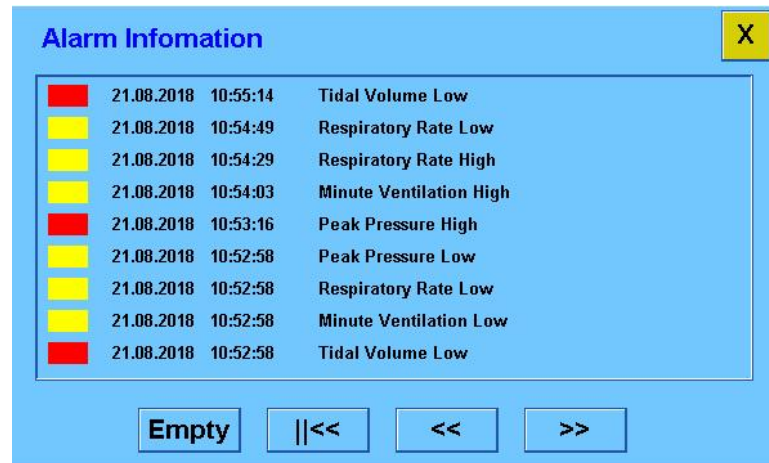 Alarm Infomation
X
21.08.2018 10:55:14 Tidal Volume Low
21.08.2018 10:54:49 Respiratory Rate Low
21.08.2018 10:54:29 Respiratory Rate High
21.08.2018 10:54:03 Minute Ventilation High
21.08.2018 10:53:16 Peak Pressure High
21.08.2018 10:52:58 Peak Pressure Low
21.08.2018 10:52:58 Respiratory Rate Low
21.08.2018 10:52:58 Minute Ventilation Low
21.08.2018 10:52:58 Tidal Volume Low
Empty ||<< << >>